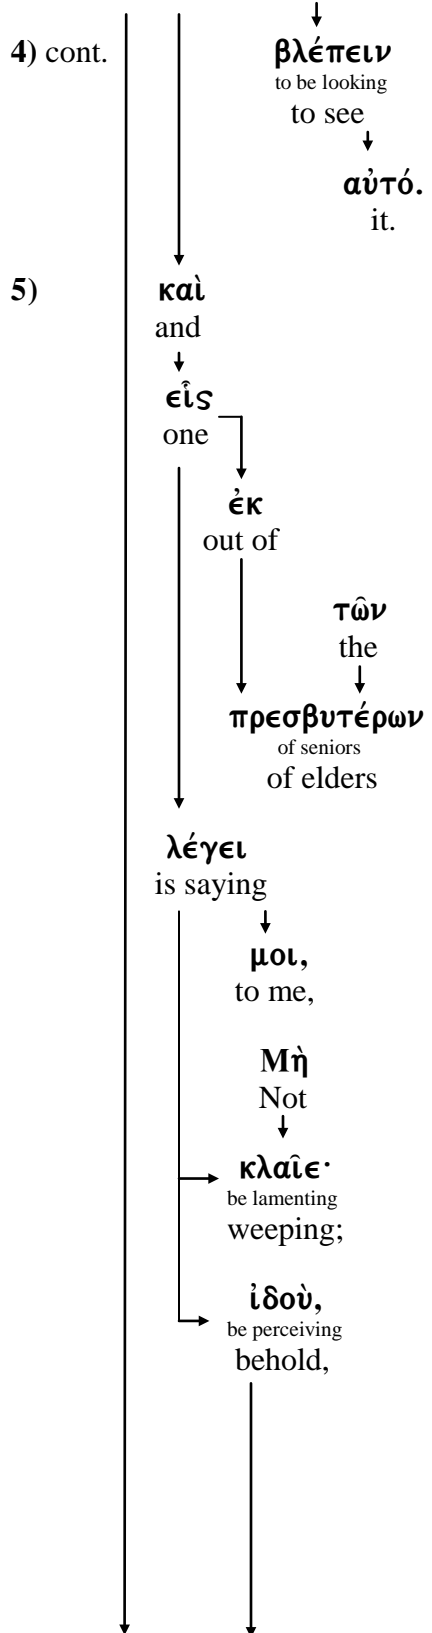 4) cont.
βλέπειν
to be looking
to see
αὐτό.
it.
5)
καὶ
and
εἷς
one
ἐκ
out of
τῶν
the
πρεσβυτέρων
of seniors
of elders
λέγει
is saying
μοι,
to me,
Μὴ
Not
κλαῖε·
be lamenting
weeping;
ἰδοὺ,
be perceiving
behold,